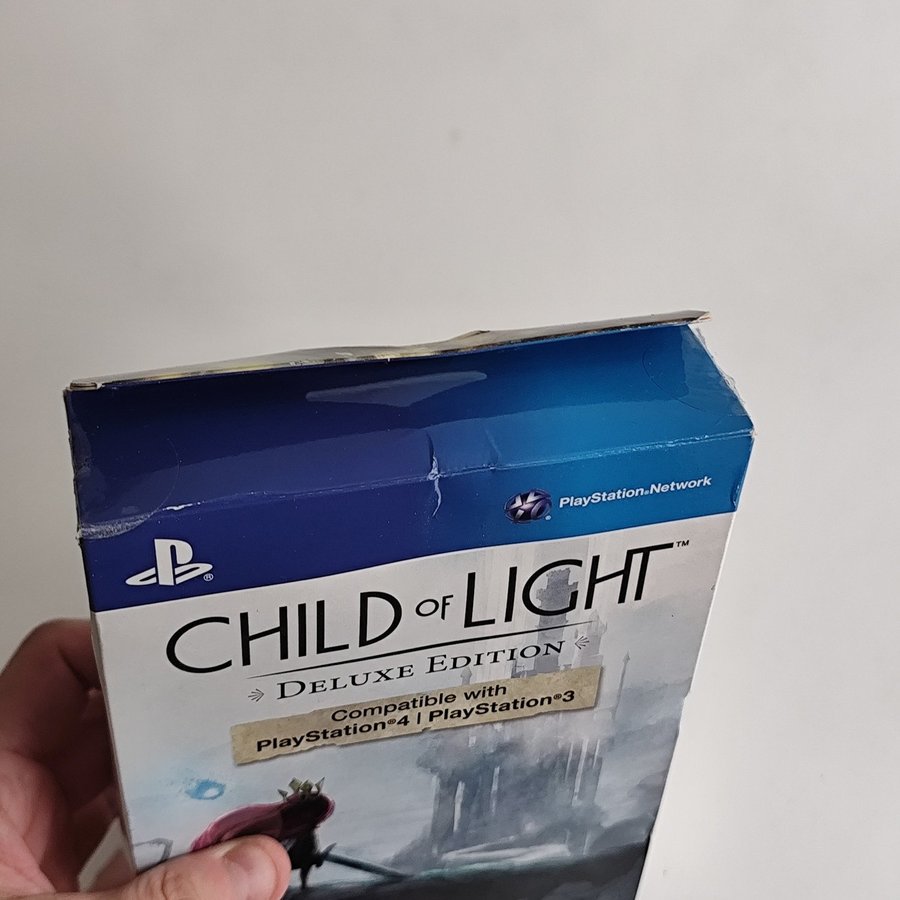 PlayStation®Network
®
®
CHILD OF LIGHT™
DELUXE EDITION
Compatible with
PlayStation®4 | PlayStation®3